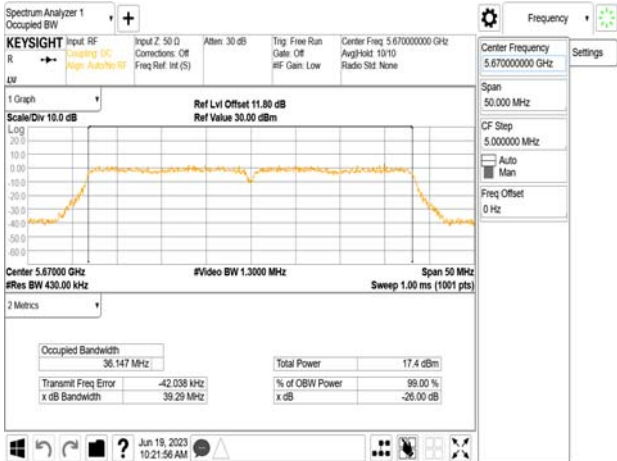 Spectrum Analyzer 1
Occupied BW
KEYSIGHT Input: RF
R
Coupling: DC
Align: Auto/No RF
LV
Input Z: 50 Ω
Corrections: Off
Freq Ref: Int (S)
Atten: 30 dB
Trig: Free Run
Gate: Off
#IF Gain: Low
Center Freq: 5.670000000 GHz
Avg|Hold: 10/10
Radio Std: None
1 Graph
Scale/Div 10.0 dB
Ref Lvl Offset 11.80 dB
Ref Value 30.00 dBm
Log
20.0
10.0
0.00
-10.0
-20.0
-30.0
-40.0
-50.0
-60.0
Center 5.67000 GHz
#Res BW 430.00 kHz
#Video BW 1.3000 MHz
Span 50 MHz
Sweep 1.00 ms (1001 pts)
2 Metrics
Occupied Bandwidth
36.147 MHz
Transmit Freq Error -42.038 kHz
x dB Bandwidth 39.29 MHz
Total Power 17.4 dBm
% of OBW Power 99.00 %
x dB -26.00 dB
Jun 19, 2023
10:21:56 AM
Frequency
Settings
Center Frequency
5.670000000 GHz
Span
50.000 MHz
CF Step
5.000000 MHz
Auto
Man
Freq Offset
0 Hz